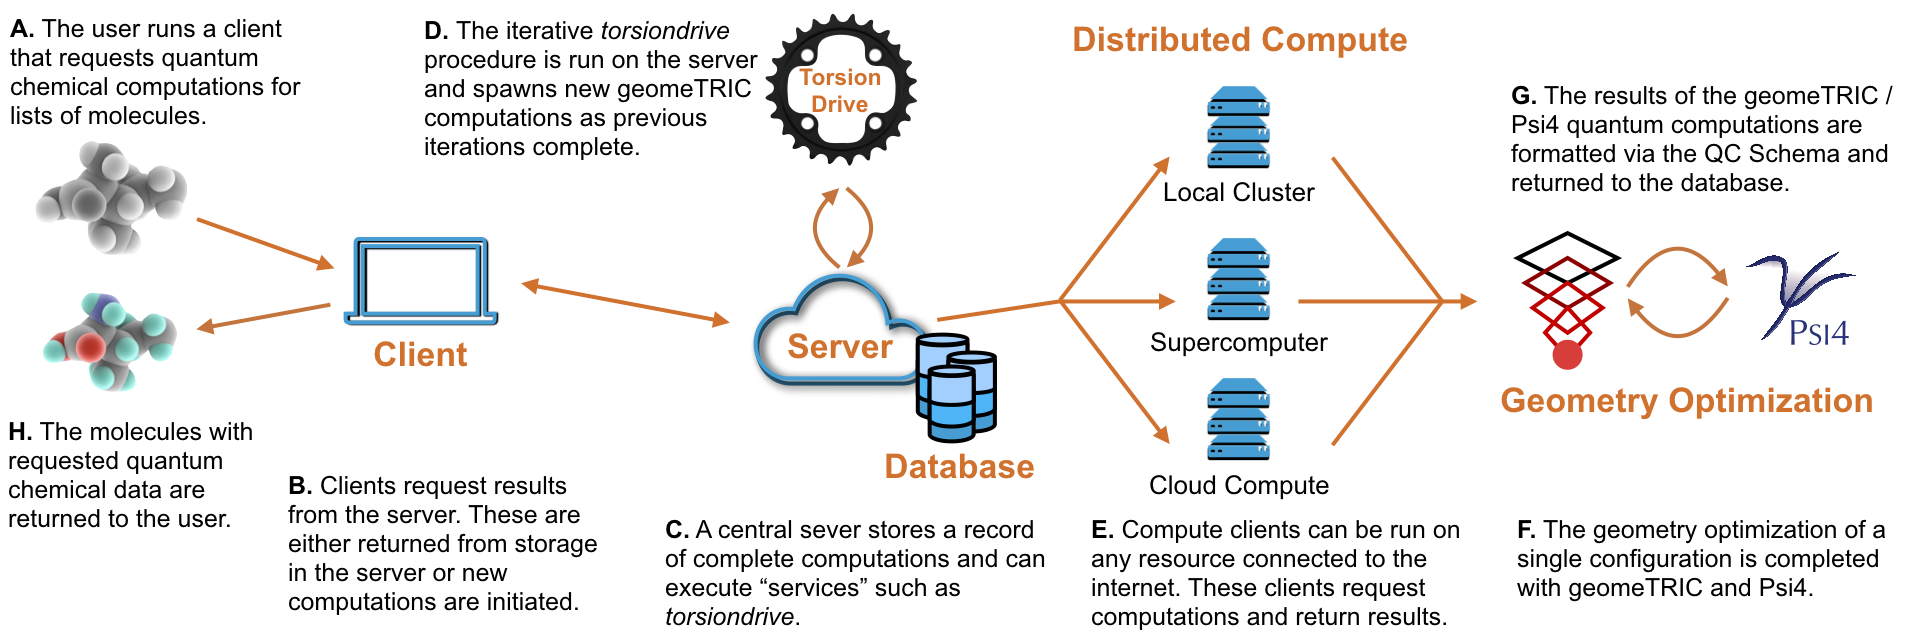 A. The user runs a client
that requests quantum
chemical computations for
lists of molecules.
D. The iterative torsiondrive
procedure is run on the server
and spawns new geomeTRIC
computations as previous
iterations complete.
Torsion
Drive
Distributed Compute
Local Cluster
Supercomputer
Cloud Compute
G. The results of the geomeTRIC /
Psi4 quantum computations are
formatted via the QC Schema and
returned to the database.
Client
Server
Database
PSI4
Geometry Optimization
H. The molecules with
requested quantum
chemical data are
returned to the user.
B. Clients request results
from the server. These are
either returned from storage
in the server or new
computations are initiated.
C. A central sever stores a record
of complete computations and can
execute “services” such as
torsiondrive.
E. Compute clients can be run on
any resource connected to the
internet. These clients request
computations and return results.
F. The geometry optimization of a
single configuration is completed
with geomeTRIC and Psi4.